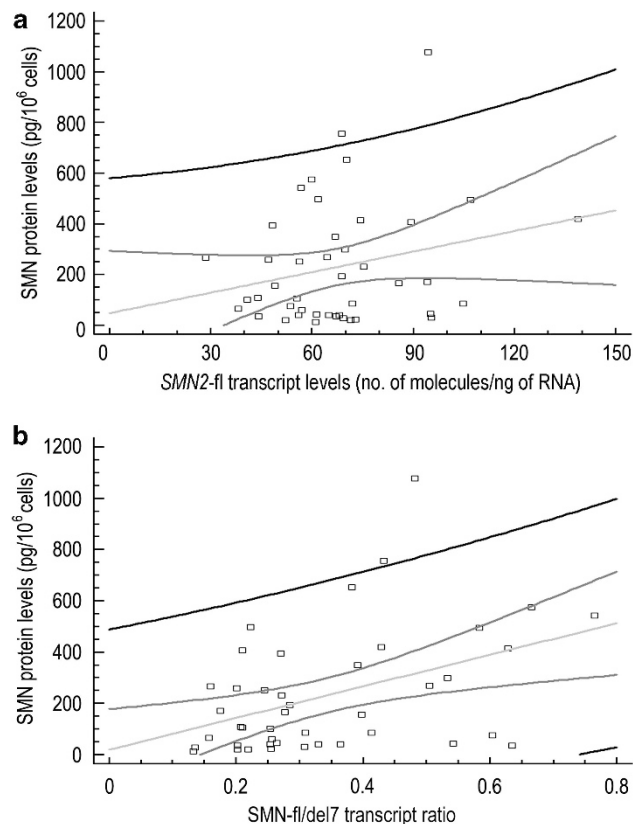 a
1200
1000
800
600
400
200
0
SMN protein levels (pg/10⁶ cells)
0 30 60 90 120 150
SMN2-fl transcript levels (no. of molecules/ng of RNA)
b
1200
1000
800
600
400
200
0
SMN protein levels (pg/10⁶ cells)
0 0.2 0.4 0.6 0.8
SMN-fl/del7 transcript ratio